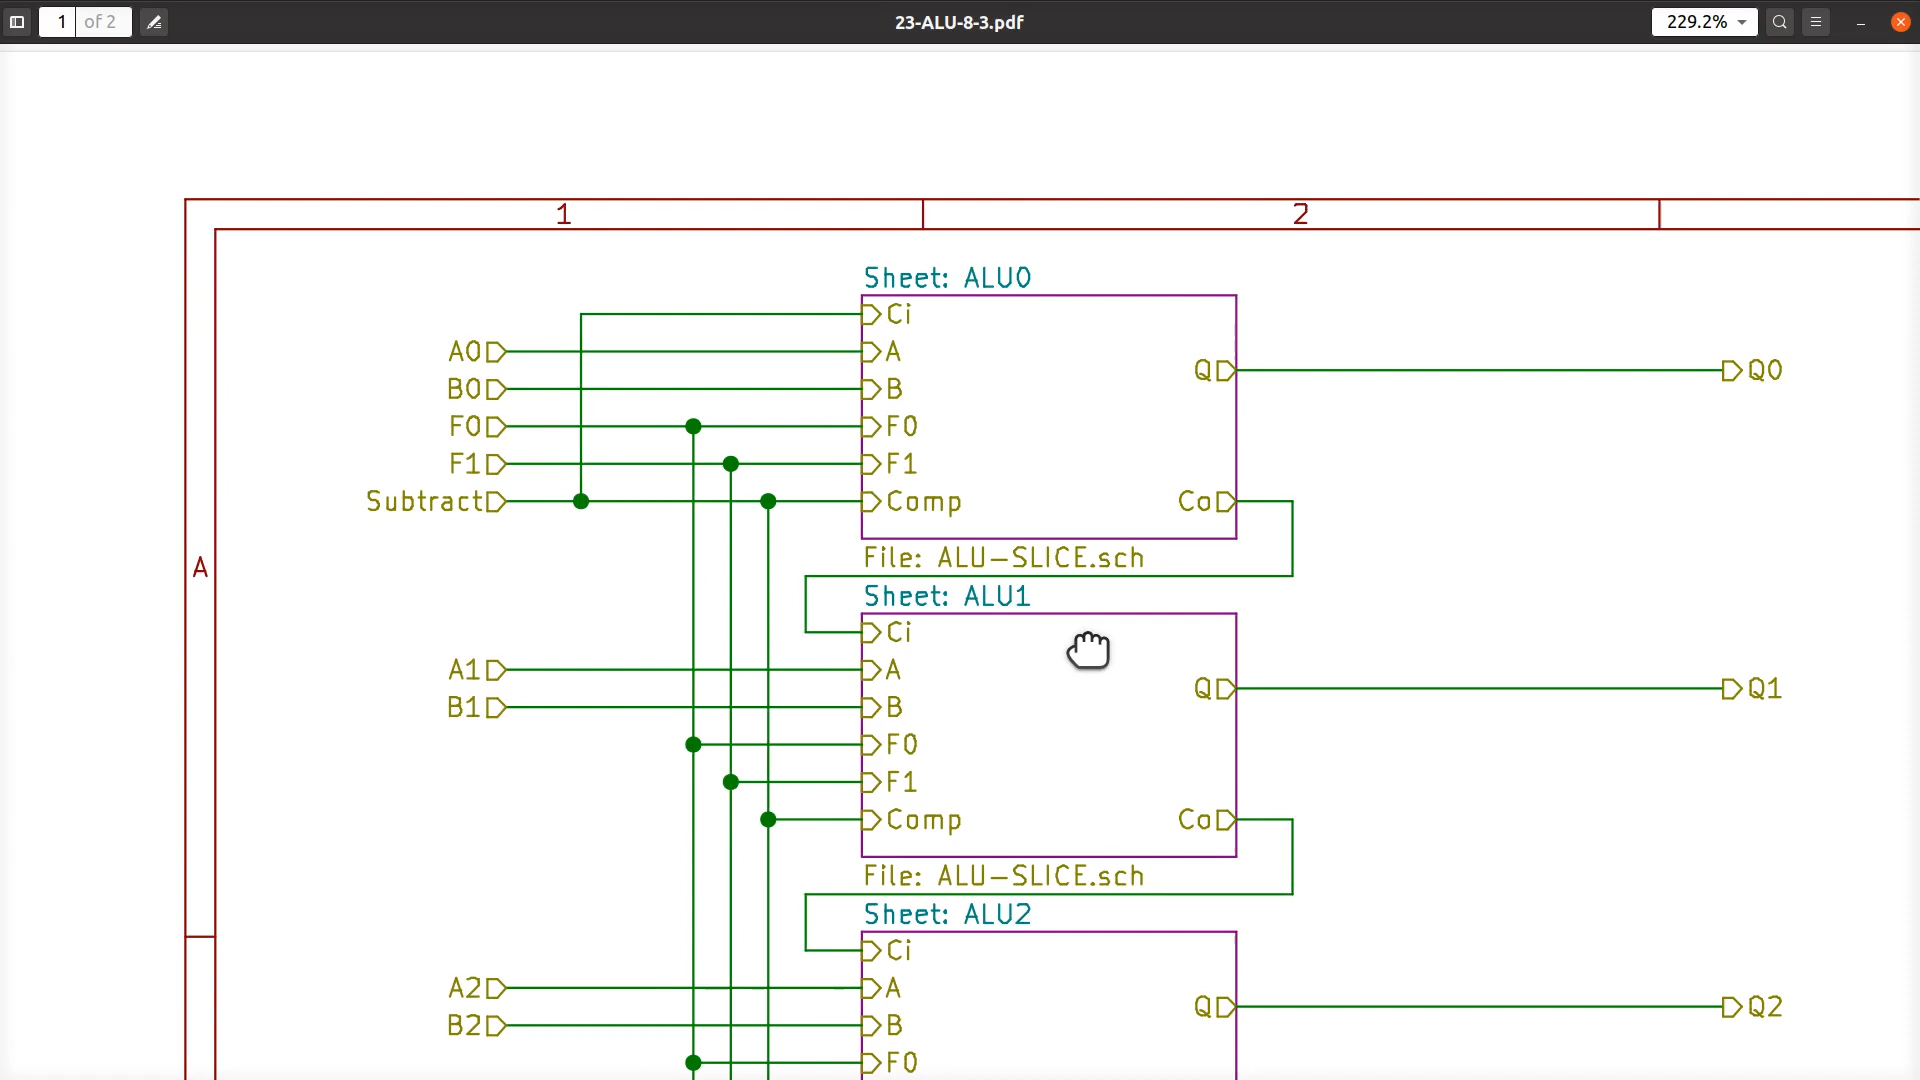 1 of 2 23-ALU-8-3.pdf 229.2%
1 2
Sheet: ALU0
Ci
A0 A
Q Q0
B0 B
F0 F0
F1 F1
Subtract Comp Co
File: ALU-SLICE.sch
A
Sheet: ALU1
Ci
A1 A
Q Q1
B1 B
F0
F1
Comp Co
File: ALU-SLICE.sch
Sheet: ALU2
Ci
A2 A
Q Q2
B2 B
F0